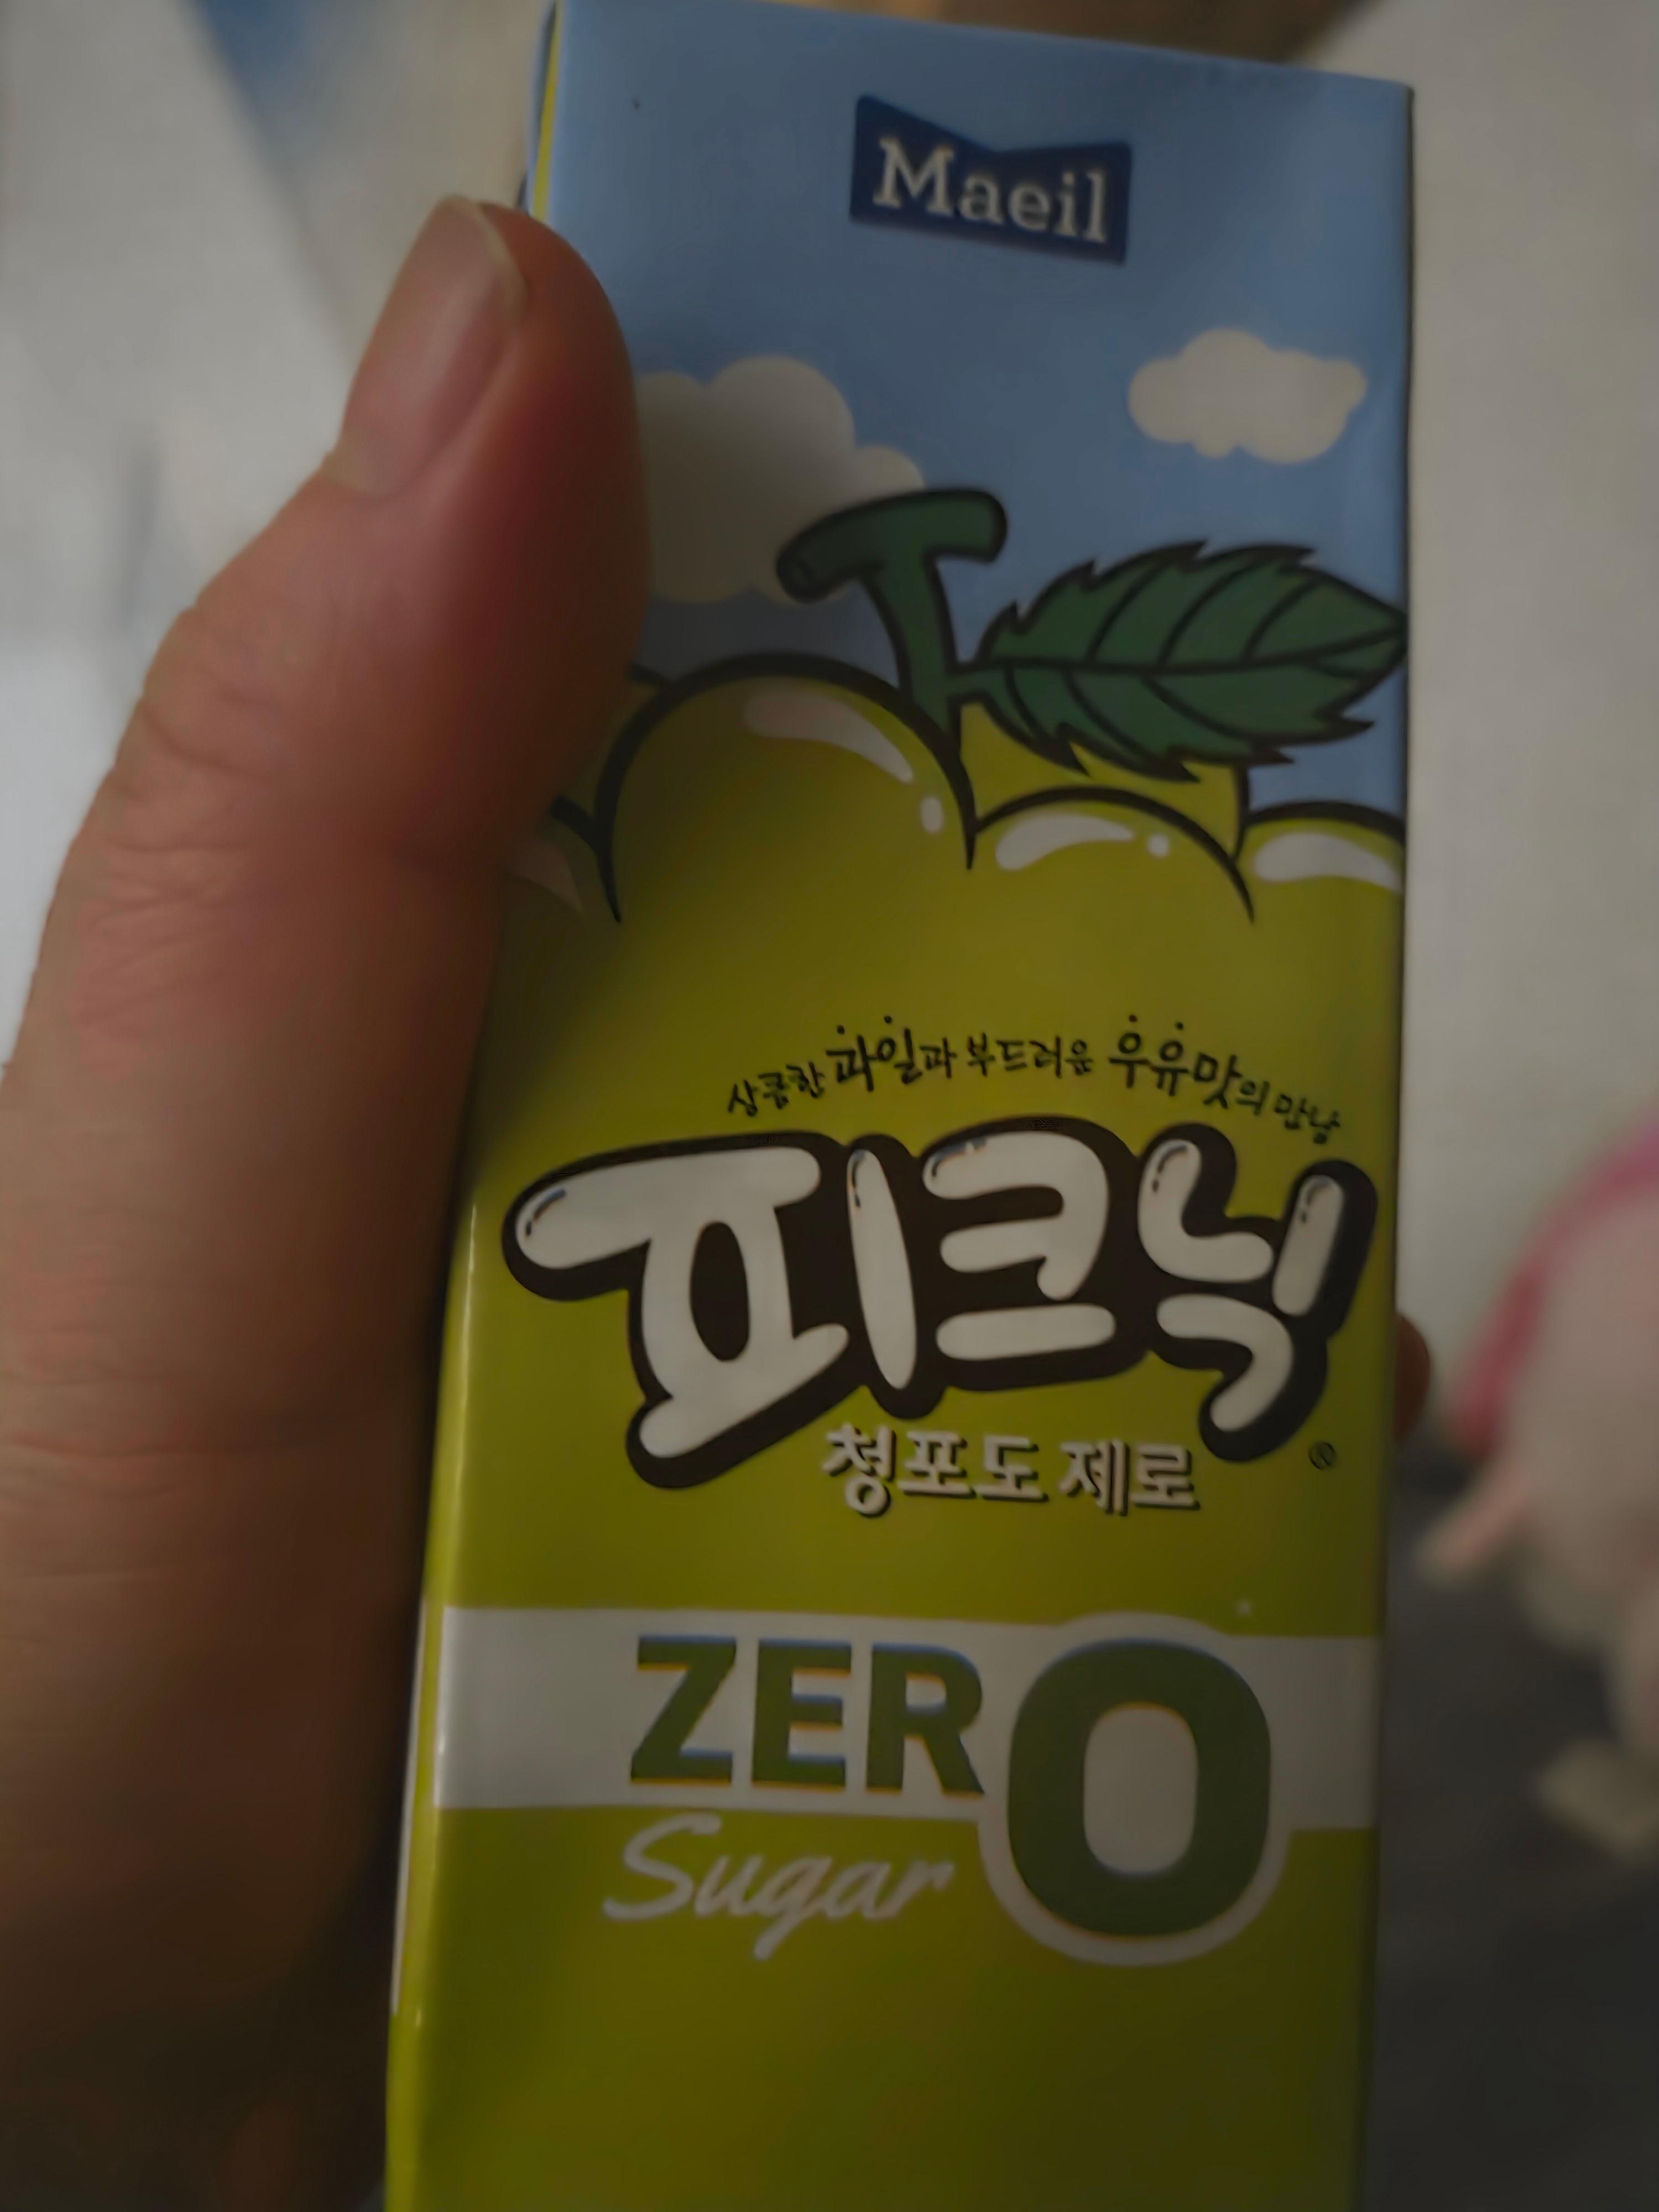 Maeil
상큼한 과일과 부드러운 우유맛의 만남
피크닉
®
청포도 제로
ZERO
Sugar